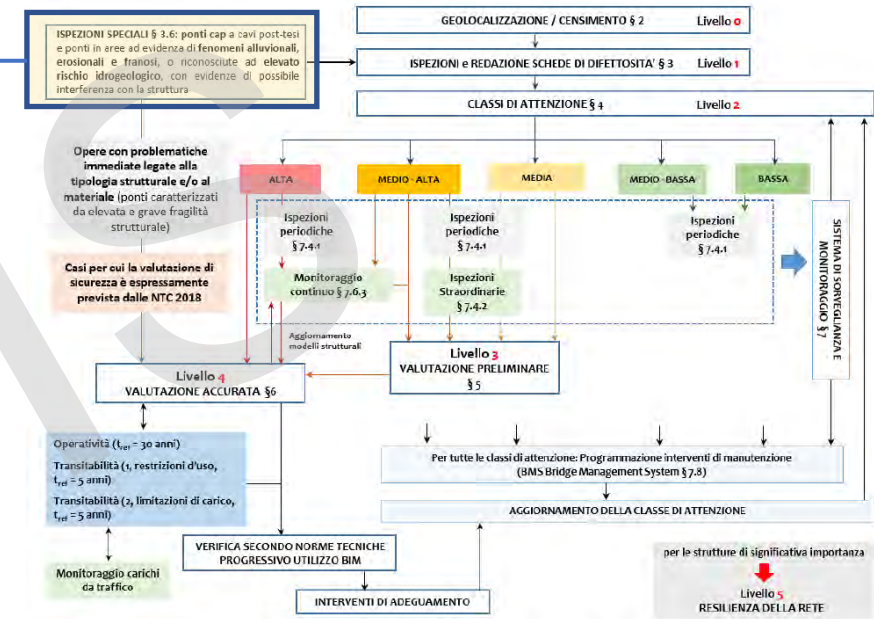 ISPEZIONI SPECIALI § 3.6: ponti cap a cavi post-tesi
e ponti in aree ad evidenza di fenomeni alluvionali,
erosionali e franosi, o riconosciute ad elevato
rischio idrogeologico, con evidenze di possibile
interferenza con la struttura
GEOLOCALIZZAZIONE / CENSIMENTO § 2 Livello 0
ISPEZIONI e REDAZIONE SCHEDE DI DIFETTOSITA' § 3 Livello 1
CLASSI DI ATTENZIONE § 4 Livello 2
Opere con problematiche
immediate legate alla
tipologia strutturale e/o al
materiale (ponti caratterizzati
da elevata e grave fragilità
strutturale)
Casi per cui la valutazione di
sicurezza è espressamente
prevista dalle NTC 2018
ALTA
MEDIO - ALTA
MEDIA
MEDIO - BASSA
BASSA
Ispezioni
periodiche
§ 7.4.1
Ispezioni
periodiche
§ 7.4.1
Ispezioni
periodiche
§ 7.4.1
Monitoraggio
continuo § 7.6.3
Ispezioni
Straordinarie
§ 7.4.2
SISTEMA DI SORVEGLIANZA E
MONITORAGGIO § 7
Aggiornamento
modelli strutturali
Livello 3
VALUTAZIONE PRELIMINARE
§ 5
Livello 4
VALUTAZIONE ACCURATA §6
Operatività (tref = 30 anni)
Transitabilità (1, restrizioni d'uso,
tref = 5 anni)
Transitabilità (2, limitazioni di carico,
tref = 5 anni)
Monitoraggio carichi
da traffico
Per tutte le classi di attenzione: Programmazione interventi di manutenzione
(BMS Bridge Management System § 7.8)
AGGIORNAMENTO DELLA CLASSE DI ATTENZIONE
VERIFICA SECONDO NORME TECNICHE
PROGRESSIVO UTILIZZO BIM
INTERVENTI DI ADEGUAMENTO
per le strutture di significativa importanza
Livello 5
RESILIENZA DELLA RETE